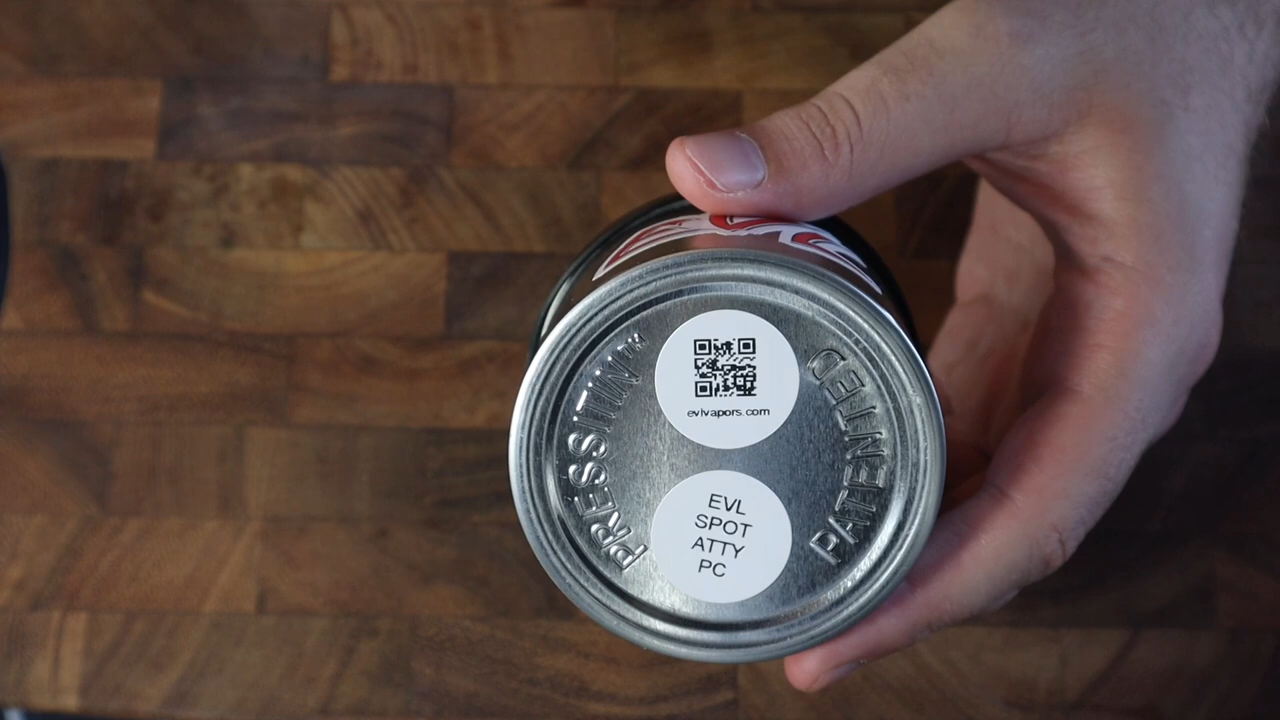 PRESSITIN™
evlvapors.com
PATENTED
EVL
SPOT
ATTY
PC